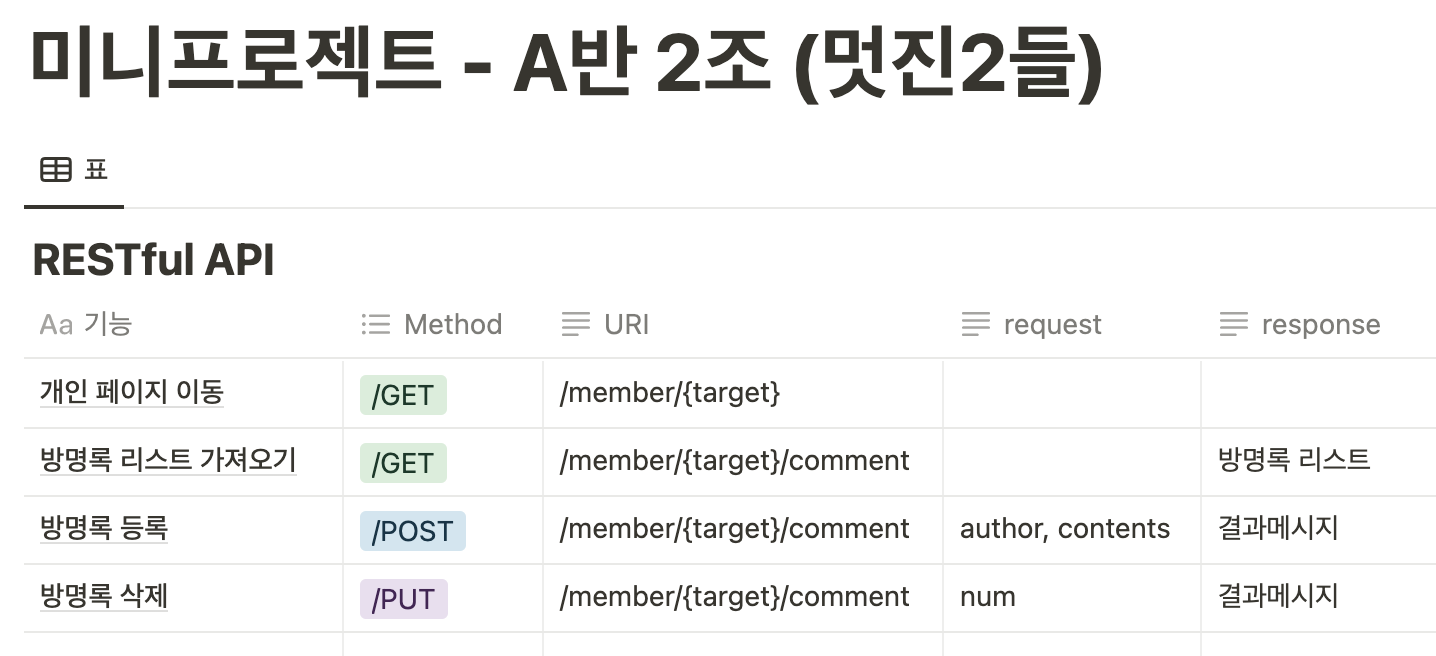 미니프로젝트 - A반 2조 (멋진2들)
표
RESTful API
Aa 기능 Method URI request response
개인 페이지 이동 /GET /member/{target}
방명록 리스트 가져오기 /GET /member/{target}/comment 방명록 리스트
방명록 등록 /POST /member/{target}/comment author, contents 결과메시지
방명록 삭제 /PUT /member/{target}/comment num 결과메시지